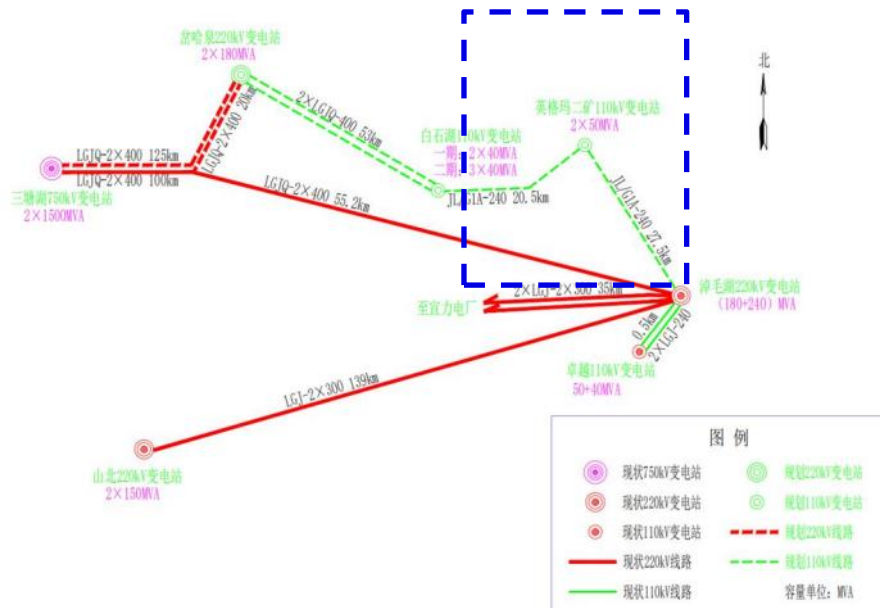 岔哈泉220kV变电站
2×180MVA
北
英格玛二矿110kV变电站
2×50MVA
2×LGJQ-400 53km
白石湖110kV变电站
一期：2×40MVA
二期：3×40MVA
LGJQ-2×400 20km
LGJQ-2×400 125km
LGJQ-2×400 100km
三塘湖750kV变电站
2×1500MVA
LGJQ-2×400 55.2km
JL/G1A-240 20.5km
JL/G1A-240 27.5km
淖毛湖220kV变电站
(180+240) MVA
2×LGJ-2×300 35km
至宜力电厂
0.5km
2×LGJ-240
卓越110kV变电站
50+40MVA
LGJ-2×300 139km
山北220kV变电站
2×150MVA
图 例
现状750kV变电站
规划220kV变电站
现状220kV变电站
规划110kV变电站
现状110kV变电站
规划220kV线路
现状220kV线路
规划110kV线路
现状110kV线路
容量单位：MVA